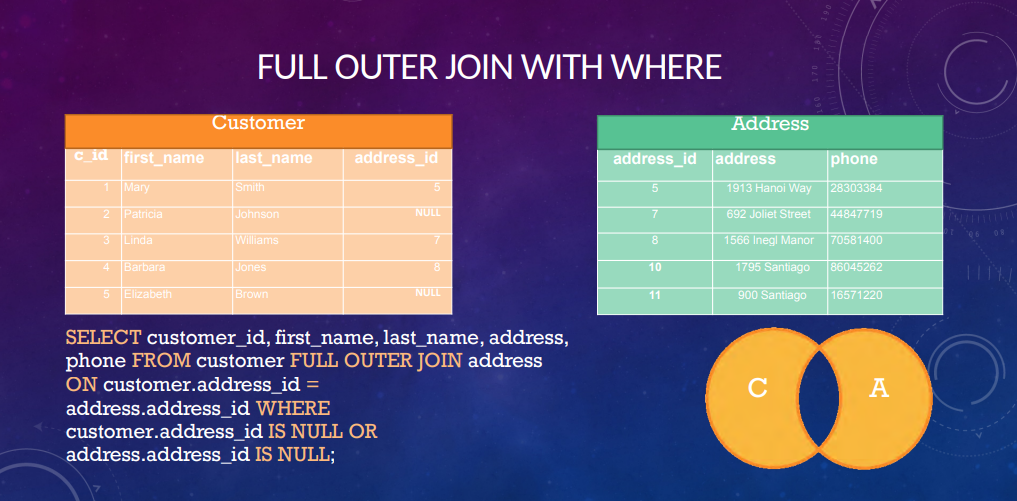 FULL OUTER JOIN WITH WHERE
Customer
c_id first_name last_name address_id
1 Mary Smith 5
2 Patricia Johnson NULL
3 Linda Williams 7
4 Barbara Jones 8
5 Elizabeth Brown NULL
Address
address_id address phone
5 1913 Hanoi Way 28303384
7 692 Joliet Street 44847719
8 1566 Inegl Manor 70581400
10 1795 Santiago 86045262
11 900 Santiago 16571220
SELECT customer_id, first_name, last_name, address,
phone FROM customer FULL OUTER JOIN address
ON customer.address_id =
address.address_id WHERE
customer.address_id IS NULL OR
address.address_id IS NULL;
C A
160
170
190